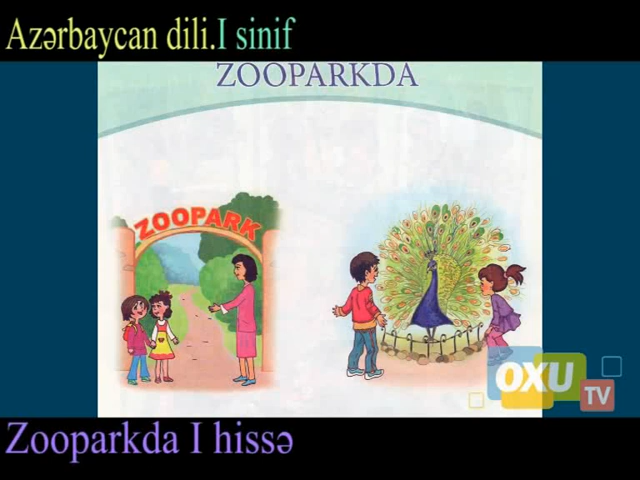 Azərbaycan dili.I sinif
ZOOPARKDA
ZOOPARK
OXU
TV
Zooparkda I hissə